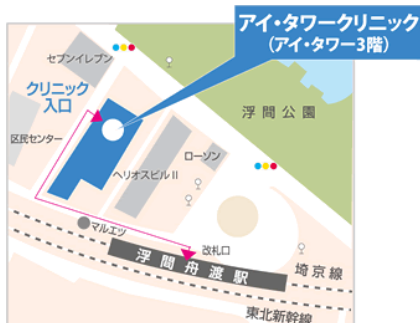 アイ・タワークリニック
(アイ・タワー3階)
セブンイレブン
クリニック
入口
浮間公園
区民センター
ローソン
ヘリオスビルⅡ
マルエツ
改札口
浮間舟渡駅
埼京線
東北新幹線